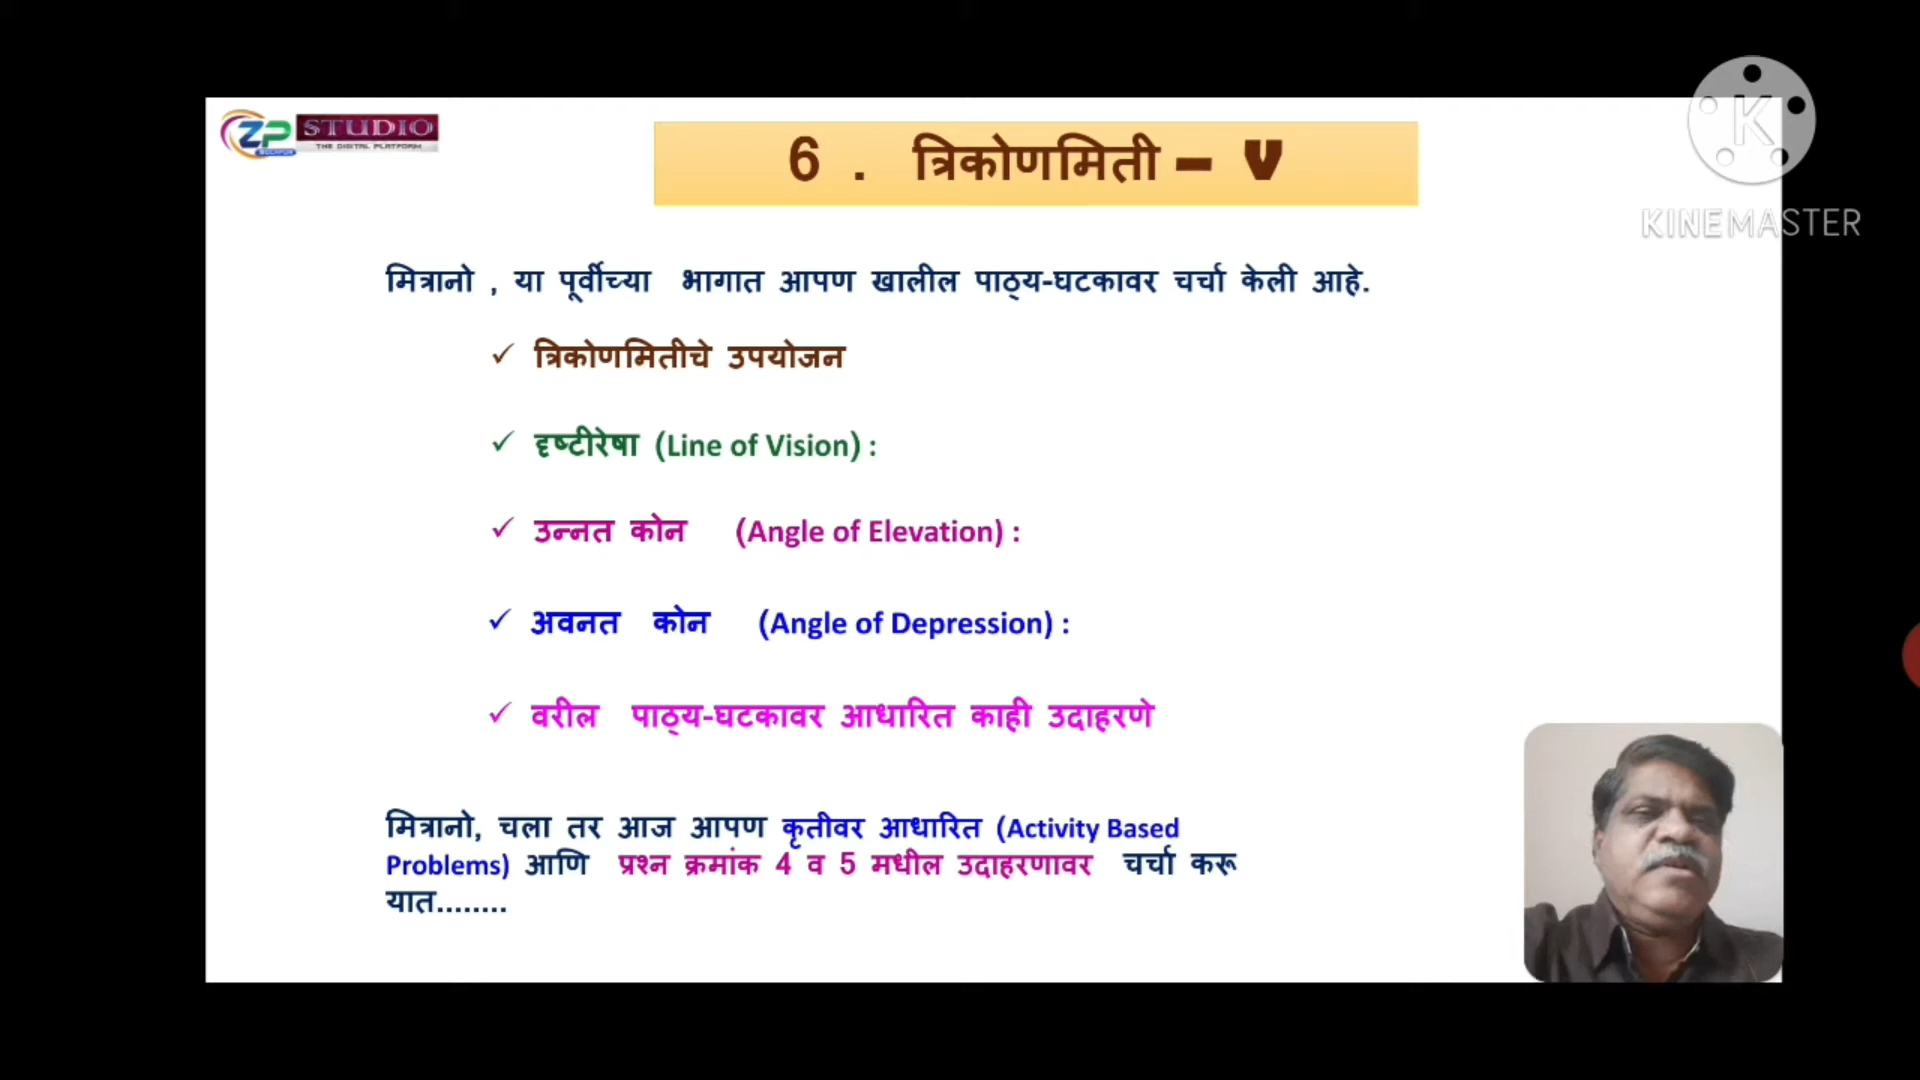 ZP STUDIO
THE DIGITAL PLATFORM
6 . त्रिकोणमिती – V
KINEMASTER
मित्रानो , या पूर्वीच्या भागात आपण खालील पाठ्य-घटकावर चर्चा केली आहे.
✓ त्रिकोणमितीचे उपयोजन
✓ दृष्टीरेषा (Line of Vision) :
✓ उन्नत कोन (Angle of Elevation) :
✓ अवनत कोन (Angle of Depression) :
✓ वरील पाठ्य-घटकावर आधारित काही उदाहरणे
मित्रानो, चला तर आज आपण कृतीवर आधारित (Activity Based
Problems) आणि प्रश्न क्रमांक 4 व 5 मधील उदाहरणावर चर्चा करू
यात........